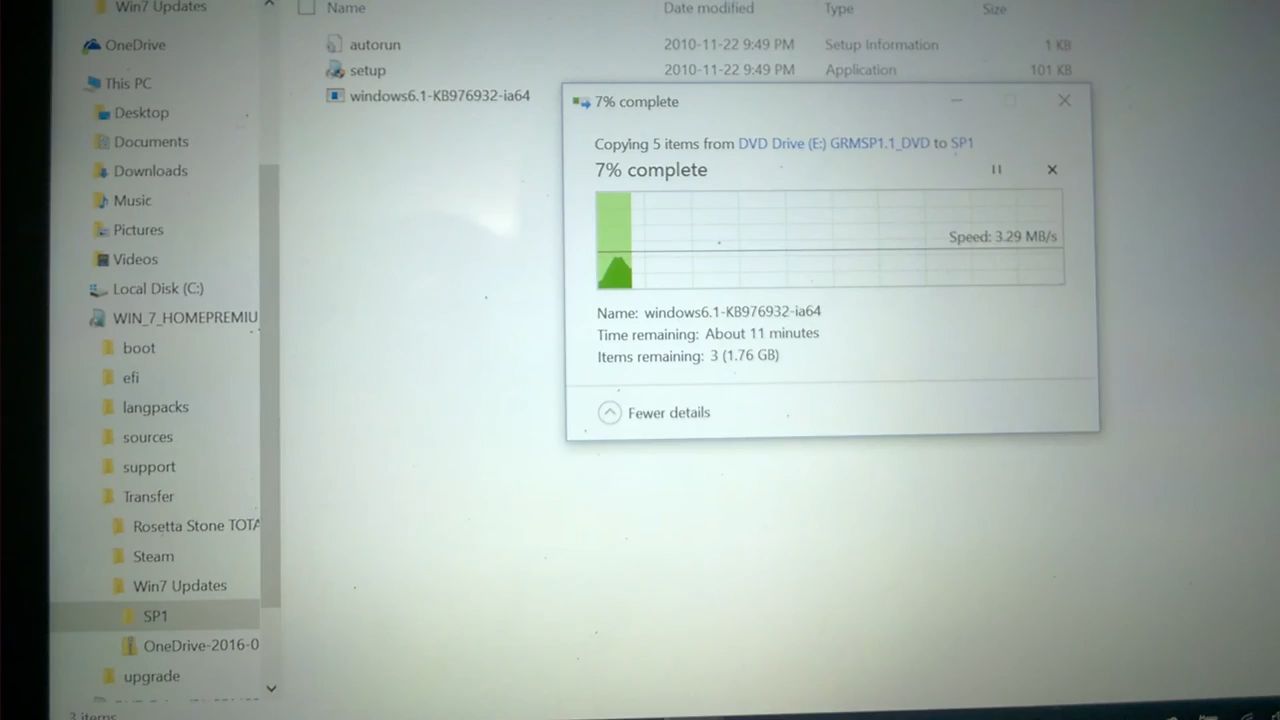 Win7 Updates
OneDrive
This PC
Desktop
Documents
Downloads
Music
Pictures
Videos
Local Disk (C:)
WIN_7_HOMEPREMIU
boot
efi
langpacks
sources
support
Transfer
Rosetta Stone TOTA
Steam
Win7 Updates
SP1
OneDrive-2016-0
upgrade
3 items
Name Date modified Type Size
autorun 2010-11-22 9:49 PM Setup Information 1 KB
setup 2010-11-22 9:49 PM Application 101 KB
windows6.1-KB976932-ia64
7% complete
Copying 5 items from DVD Drive (E:) GRMSP1.1_DVD to SP1
7% complete
Speed: 3.29 MB/s
Name: windows6.1-KB976932-ia64
Time remaining: About 11 minutes
Items remaining: 3 (1.76 GB)
Fewer details